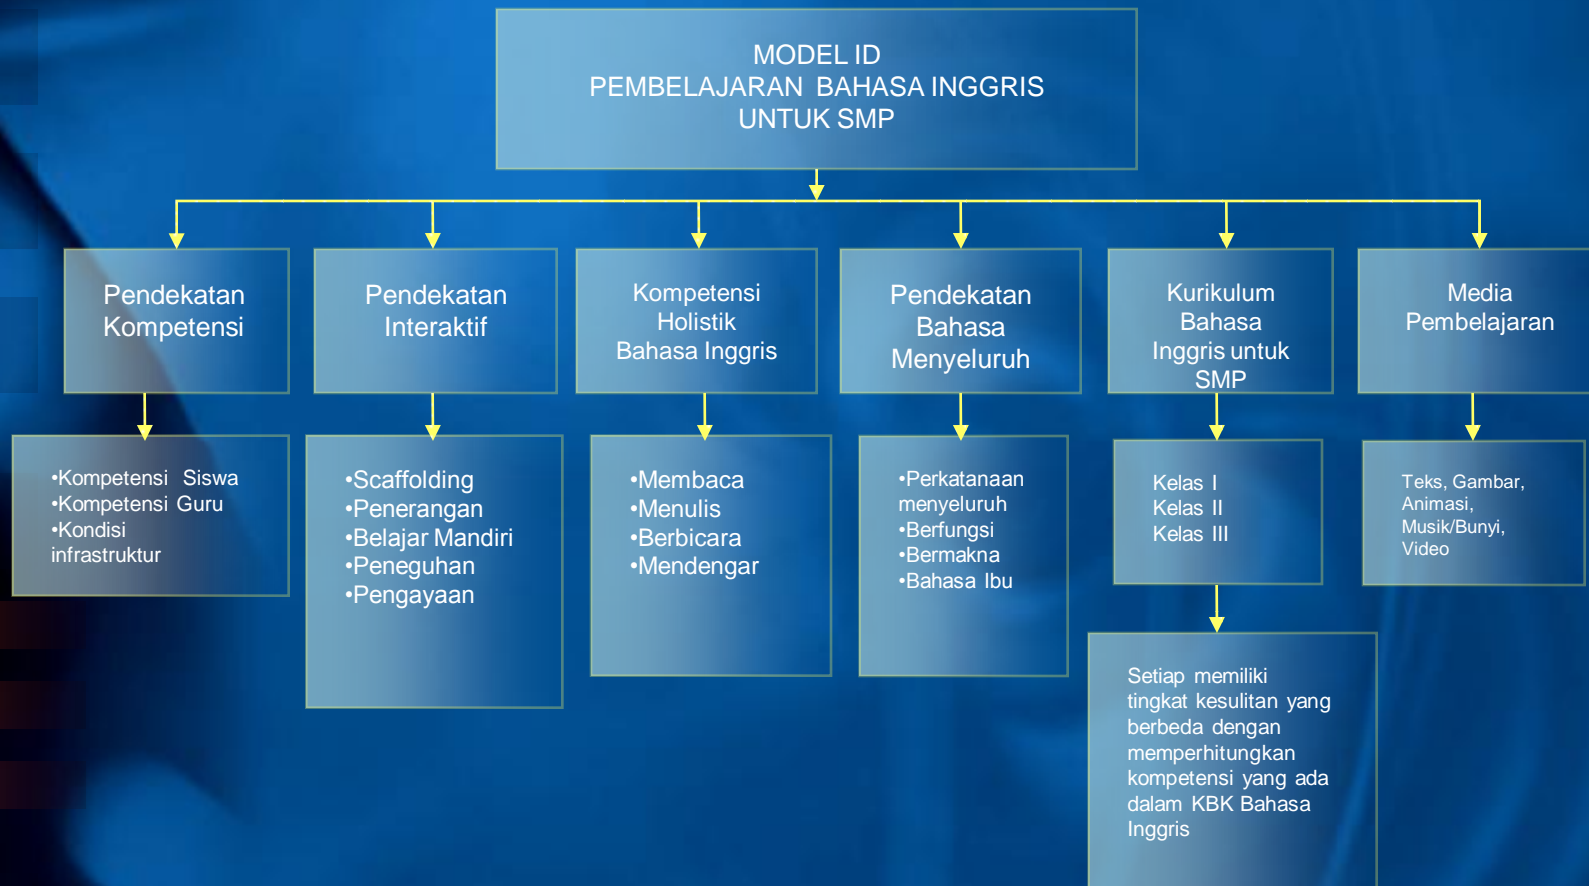 MODEL ID
PEMBELAJARAN BAHASA INGGRIS
UNTUK SMP
Pendekatan
Kompetensi
Pendekatan
Interaktif
Kompetensi
Holistik
Bahasa Inggris
Pendekatan
Bahasa
Menyeluruh
Kurikulum
Bahasa
Inggris untuk
SMP
Media
Pembelajaran
•Kompetensi Siswa
•Kompetensi Guru
•Kondisi
infrastruktur
•Scaffolding
•Penerangan
•Belajar Mandiri
•Peneguhan
•Pengayaan
•Membaca
•Menulis
•Berbicara
•Mendengar
•Perkatanaan
menyeluruh
•Berfungsi
•Bermakna
•Bahasa Ibu
Kelas I
Kelas II
Kelas III
Teks, Gambar,
Animasi,
Musik/Bunyi,
Video
Setiap memiliki
tingkat kesulitan yang
berbeda dengan
memperhitungkan
kompetensi yang ada
dalam KBK Bahasa
Inggris